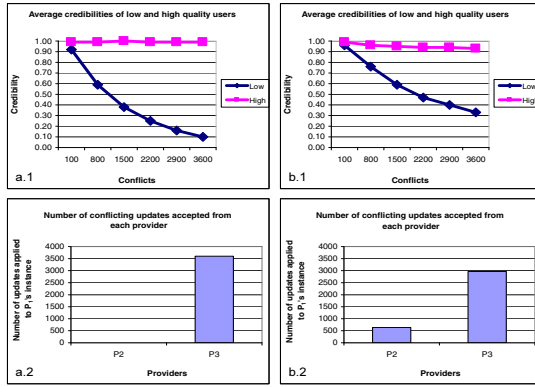 Average credibilities of low and high quality users
Credibility
1.00
0.90
0.80
0.70
0.60
0.50
0.40
0.30
0.20
0.10
0.00
100 800 1500 2200 2900 3600
Conflicts
Low
High
a.1
Average credibilities of low and high quality users
Credibility
1.00
0.90
0.80
0.70
0.60
0.50
0.40
0.30
0.20
0.10
0.00
100 800 1500 2200 2900 3600
Conflicts
Low
High
b.1
Number of conflicting updates accepted from
each provider
Number of updates applied
to P1's instance
4000
3500
3000
2500
2000
1500
1000
500
0
P2 P3
Providers
a.2
Number of conflicting updates accepted from
each provider
Number of updates applied
to P1's instance
4000
3500
3000
2500
2000
1500
1000
500
0
P2 P3
Providers
b.2